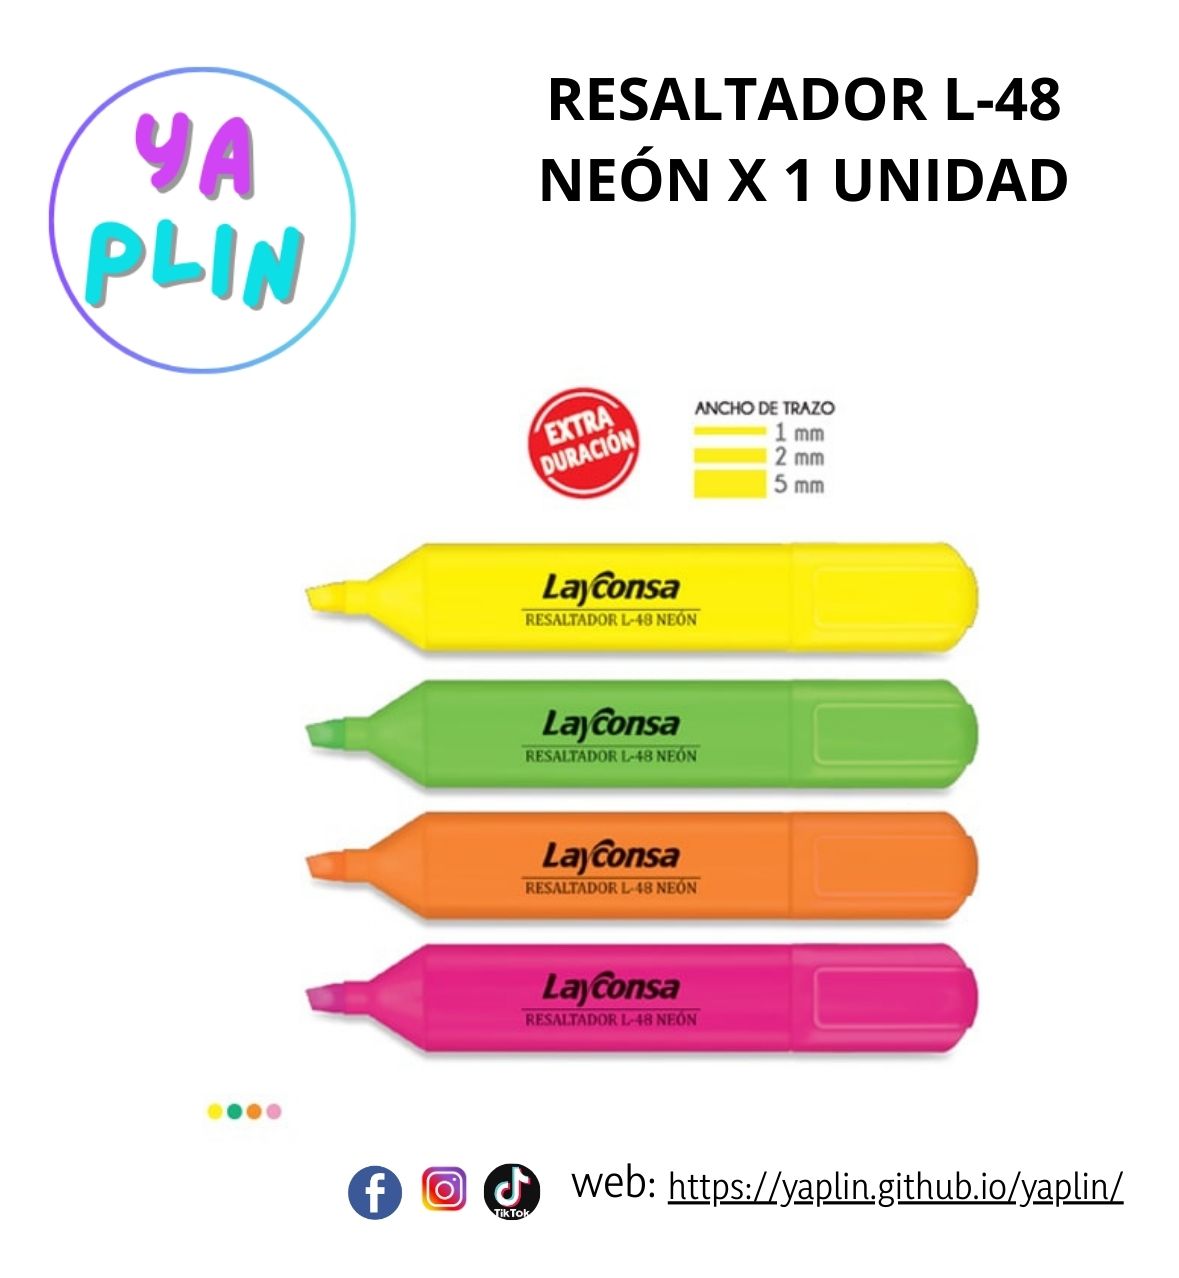 YA
PLIN
RESALTADOR L-48
NEÓN X 1 UNIDAD
EXTRA
DURACIÓN
ANCHO DE TRAZO
1 mm
2 mm
5 mm
Layconsa
RESALTADOR L-48 NEÓN
Layconsa
RESALTADOR L-48 NEÓN
Layconsa
RESALTADOR L-48 NEÓN
Layconsa
RESALTADOR L-48 NEÓN
TikTok
web: https://yaplin.github.io/yaplin/